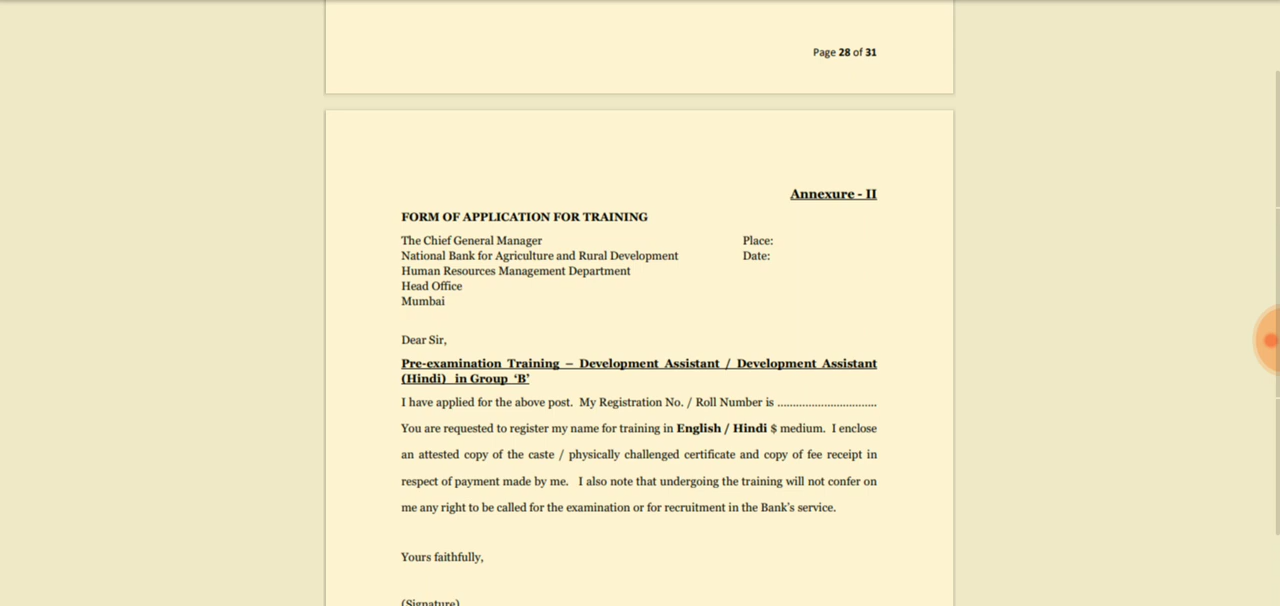 Page 28 of 31
Annexure - II
FORM OF APPLICATION FOR TRAINING
The Chief General Manager
Place:
National Bank for Agriculture and Rural Development
Date:
Human Resources Management Department
Head Office
Mumbai
Dear Sir,
Pre-examination Training – Development Assistant / Development Assistant
(Hindi) in Group ‘B’
I have applied for the above post. My Registration No. / Roll Number is ................................
You are requested to register my name for training in English / Hindi $ medium. I enclose
an attested copy of the caste / physically challenged certificate and copy of fee receipt in
respect of payment made by me. I also note that undergoing the training will not confer on
me any right to be called for the examination or for recruitment in the Bank’s service.
Yours faithfully,
(Signature)